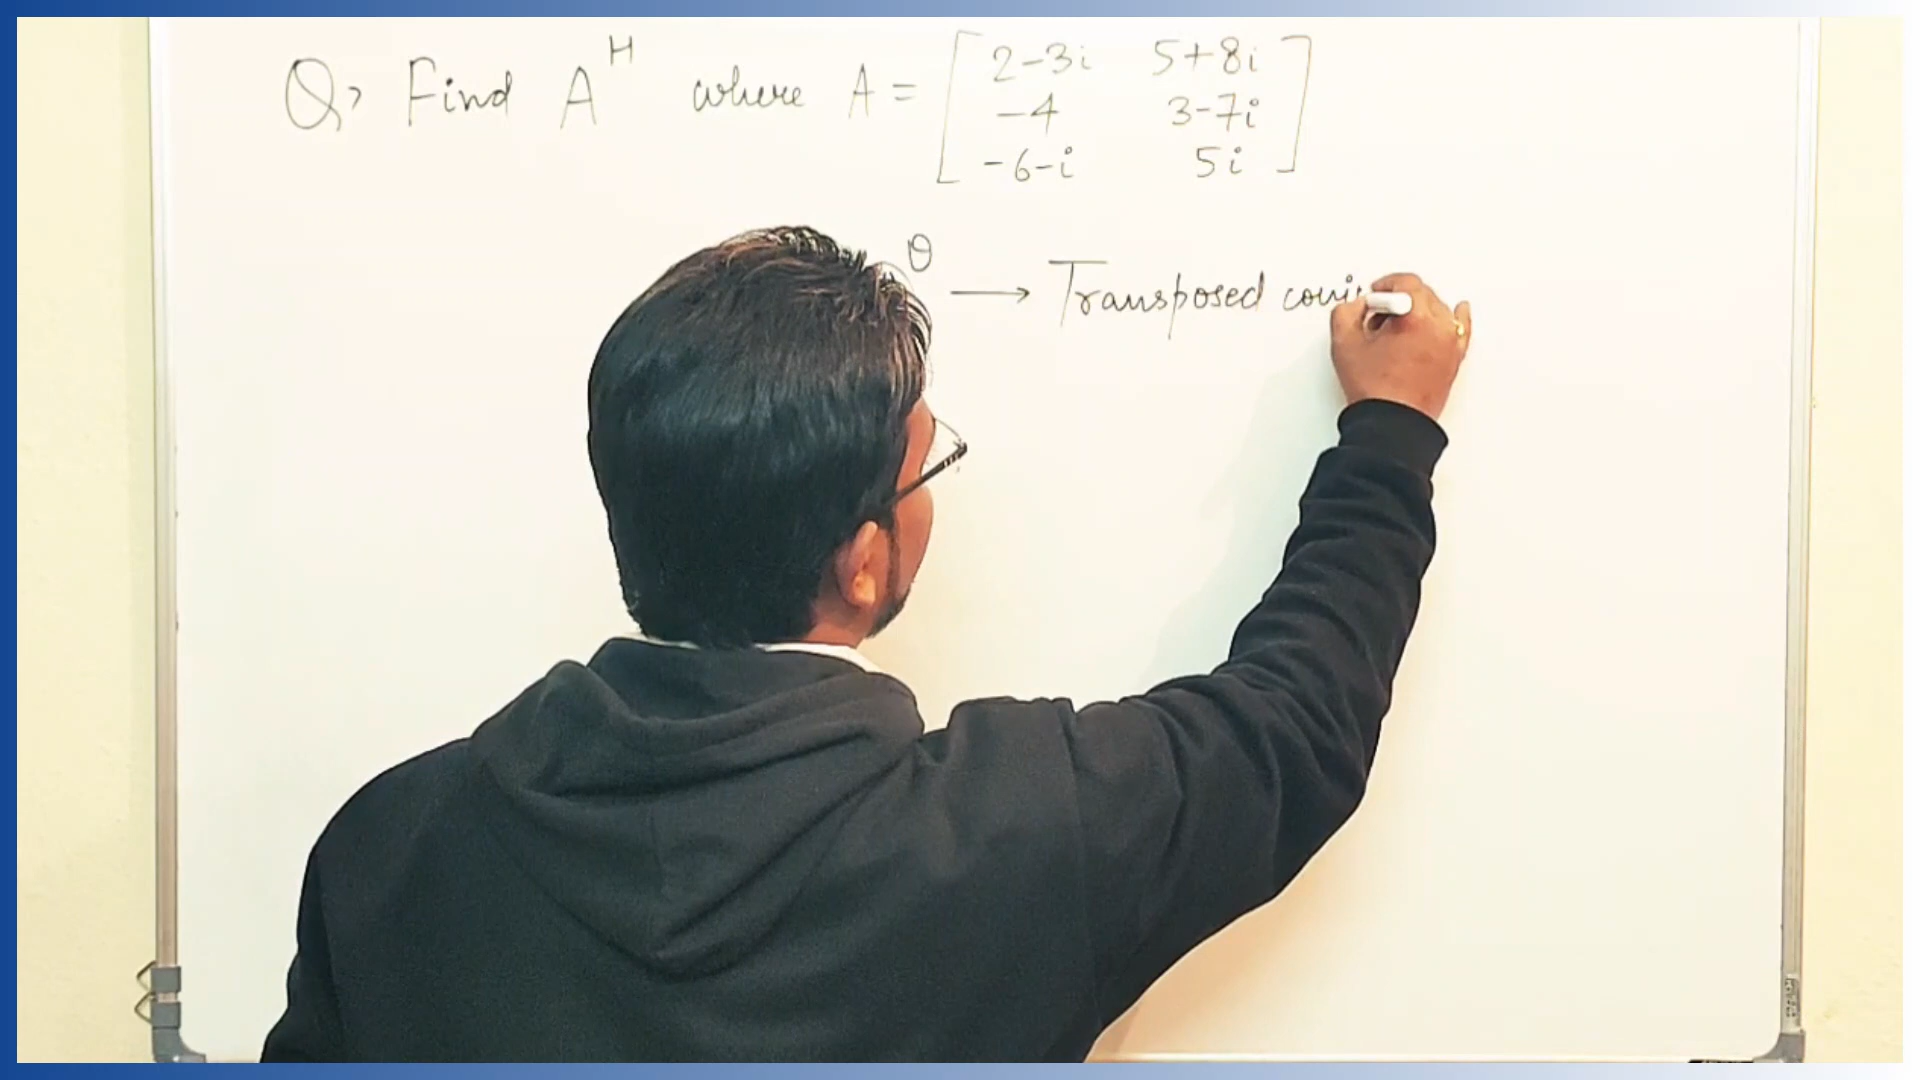 Q> Find A^H where A = [ 2-3i 5+8i
-4 3-7i
-6-i 5i ]
θ → Transposed conj